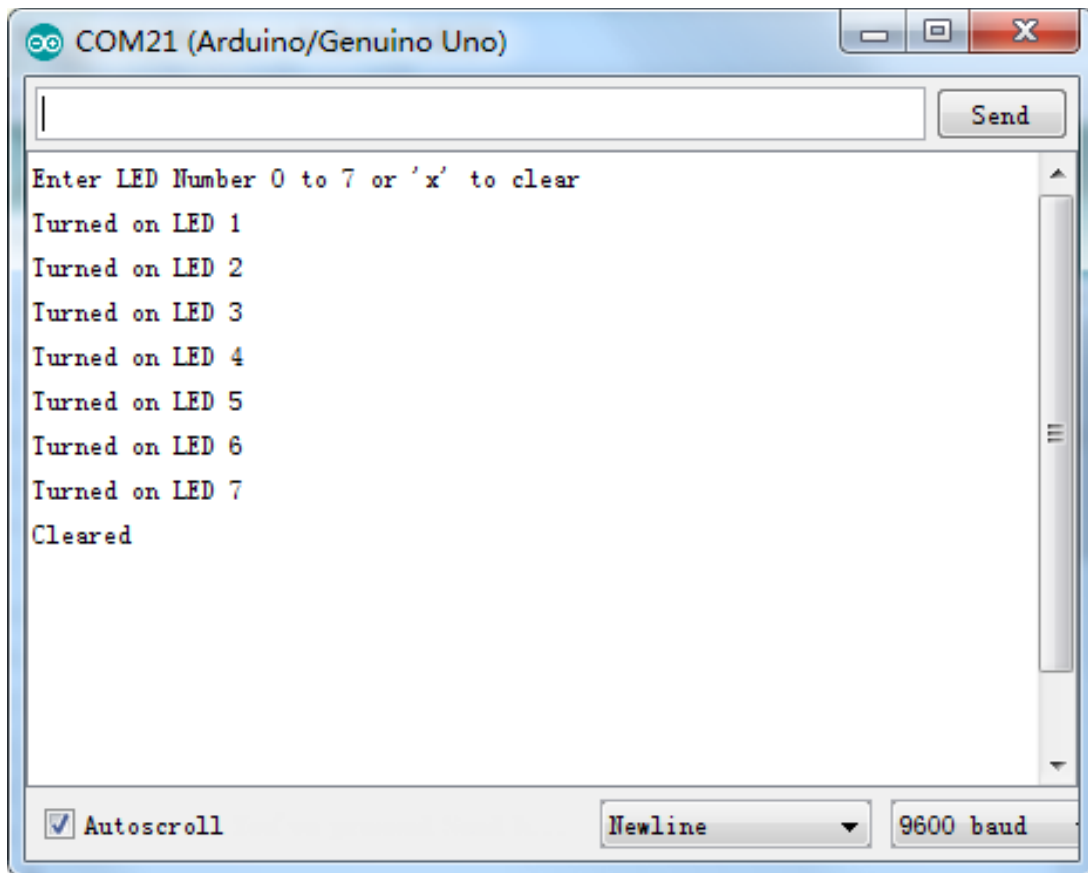 COM21 (Arduino/Genuino Uno)
Send
Enter LED Number 0 to 7 or 'x' to clear
Turned on LED 1
Turned on LED 2
Turned on LED 3
Turned on LED 4
Turned on LED 5
Turned on LED 6
Turned on LED 7
Cleared
Autoscroll
Newline
9600 baud